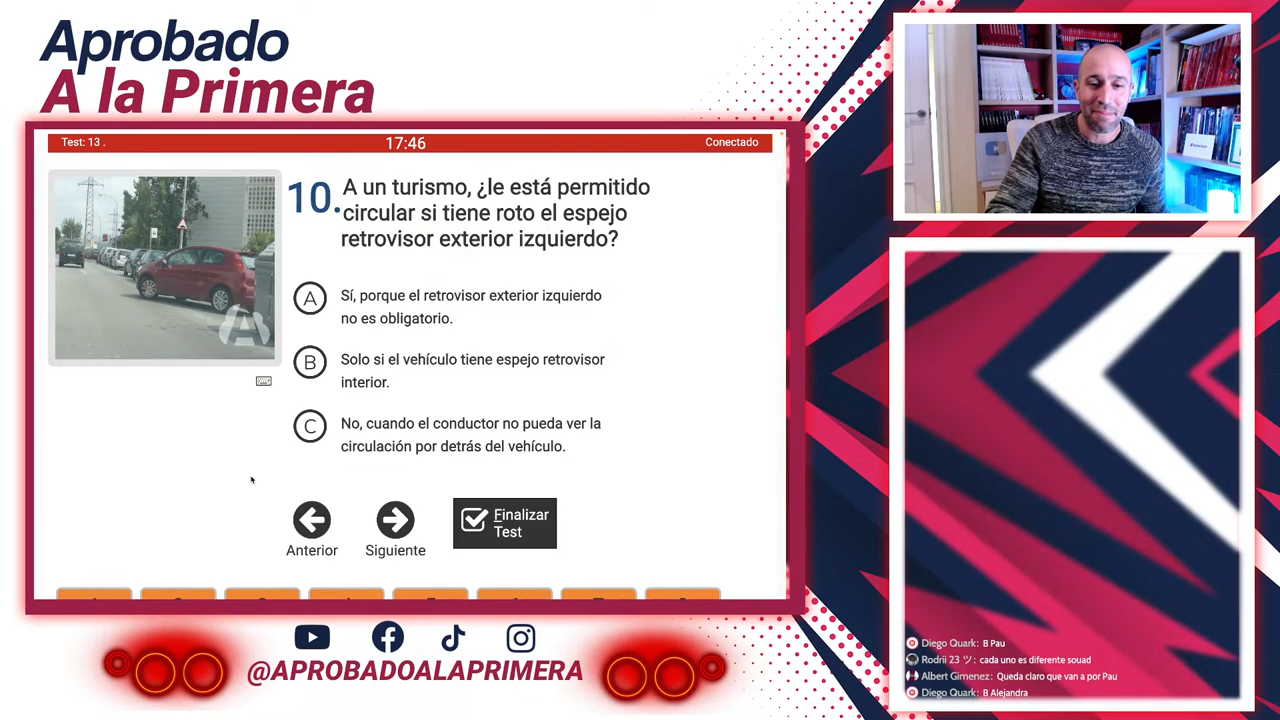 Aprobado
A la Primera
Test: 13 .
17:46
Conectado
10.
A un turismo, ¿le está permitido
circular si tiene roto el espejo
retrovisor exterior izquierdo?
A
Sí, porque el retrovisor exterior izquierdo
no es obligatorio.
B
Solo si el vehículo tiene espejo retrovisor
interior.
C
No, cuando el conductor no pueda ver la
circulación por detrás del vehículo.
Anterior
Siguiente
Finalizar
Test
@APROBADOALAPRIMERA
Diego Quark: B Pau
Rodrii 23 ツ: cada uno es diferente souad
Albert Gimenez: Queda claro que van a por Pau
Diego Quark: B Alejandra